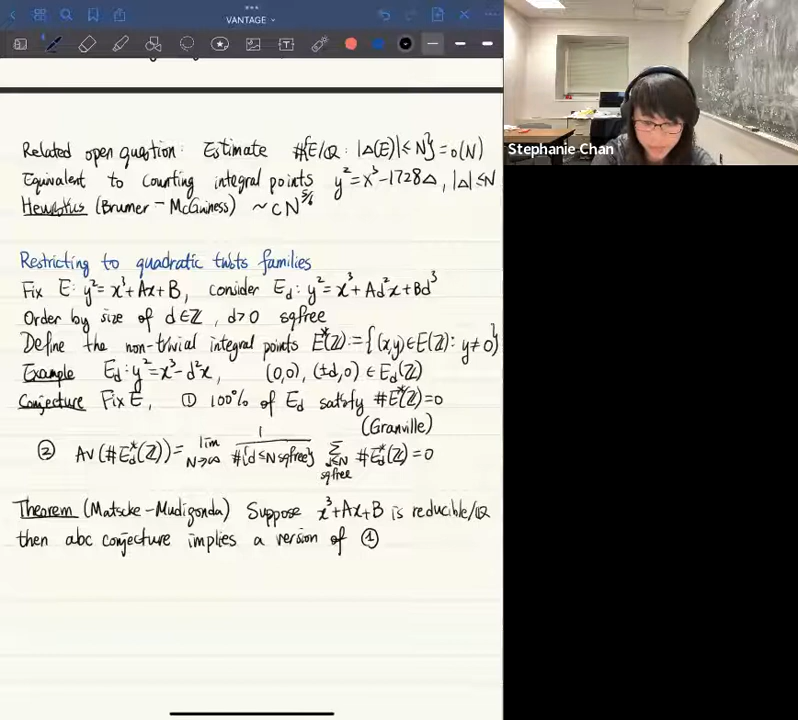 VANTAGE
Stephanie Chan
Related open question: Estimate #{E/ℚ : |Δ(E)| ≤ N} = o(N)
Equivalent to counting integral points y² = x³ - 1728Δ, |Δ| ≤ N
(Brumer - McGuiness) ~ c N^{5/6}
Restricting to quadratic twists families
Fix E: y² = x³ + Ax + B, consider E_d: y² = x³ + Ad²x + Bd³
Order by size of d ∈ ℤ, d > 0 sqfree
Define the non-trivial integral points E*(ℤ) := {(x,y) ∈ E(ℤ): y ≠ 0}
Example E_d: y² = x³ - d²x, (0,0), (±d,0) ∈ E_d(ℤ)
Conjecture Fix E, ① 100% of E_d satisfy #E*(ℤ) = 0
(Granville)
② Av(#E_d*(ℤ)) = lim_{N→∞} 1/#{d ≤ N sqfree} Σ_{d≤N sqfree} #E_d*(ℤ) = 0
Theorem (Matscke - Mudigonda) Suppose x³ + Ax + B is reducible/ℚ
then abc conjecture implies a version of ①